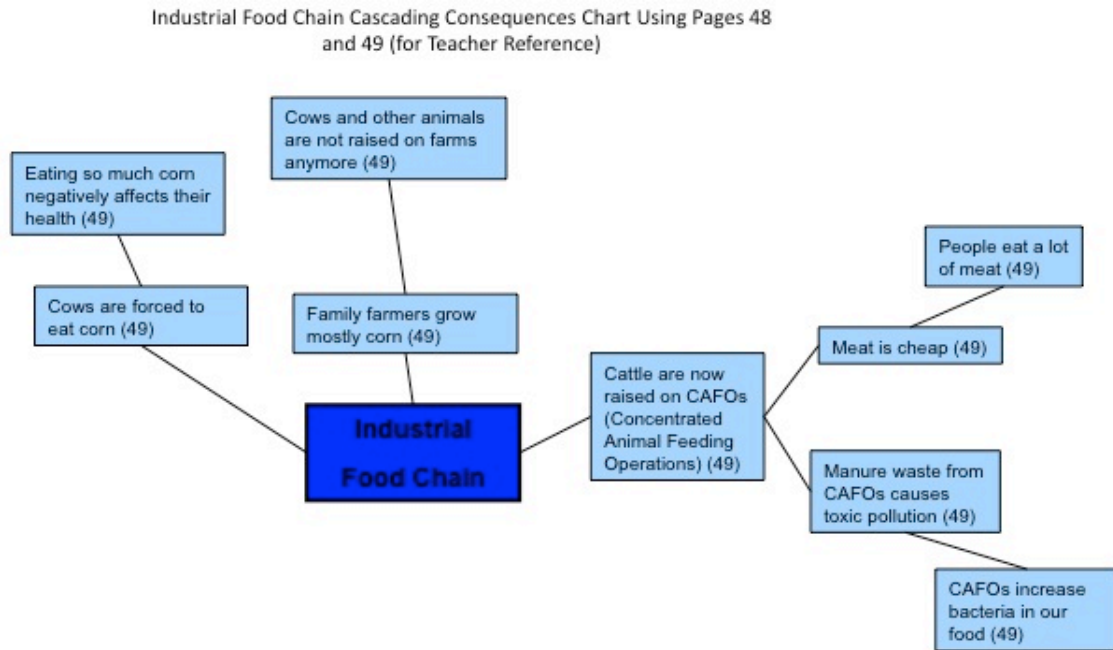 Industrial Food Chain Cascading Consequences Chart Using Pages 48
and 49 (for Teacher Reference)
Cows and other animals
are not raised on farms
anymore (49)
Eating so much corn
negatively affects their
health (49)
People eat a lot
of meat (49)
Cows are forced to
eat corn (49)
Family farmers grow
mostly corn (49)
Meat is cheap (49)
Cattle are now
raised on CAFOs
(Concentrated
Animal Feeding
Operations) (49)
Industrial
Food Chain
Manure waste from
CAFOs causes
toxic pollution (49)
CAFOs increase
bacteria in our
food (49)